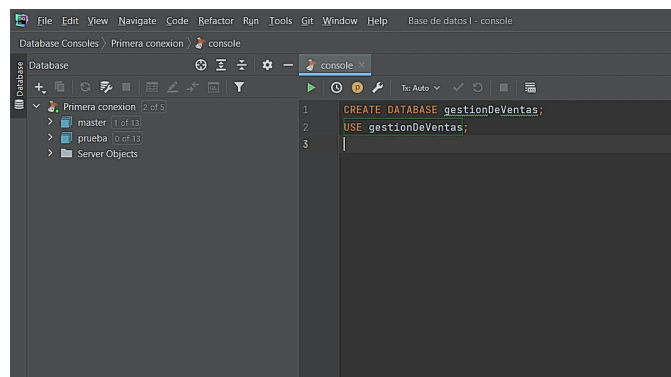 File Edit View Navigate Code Refactor Run Tools Git Window Help Base de datos I - console
Database Consoles Primera conexion console
Database
console
Database
Tx: Auto
Primera conexion 2 of 5
master 1 of 13
prueba 0 of 13
Server Objects
1 CREATE DATABASE gestionDeVentas;
2 USE gestionDeVentas;
3